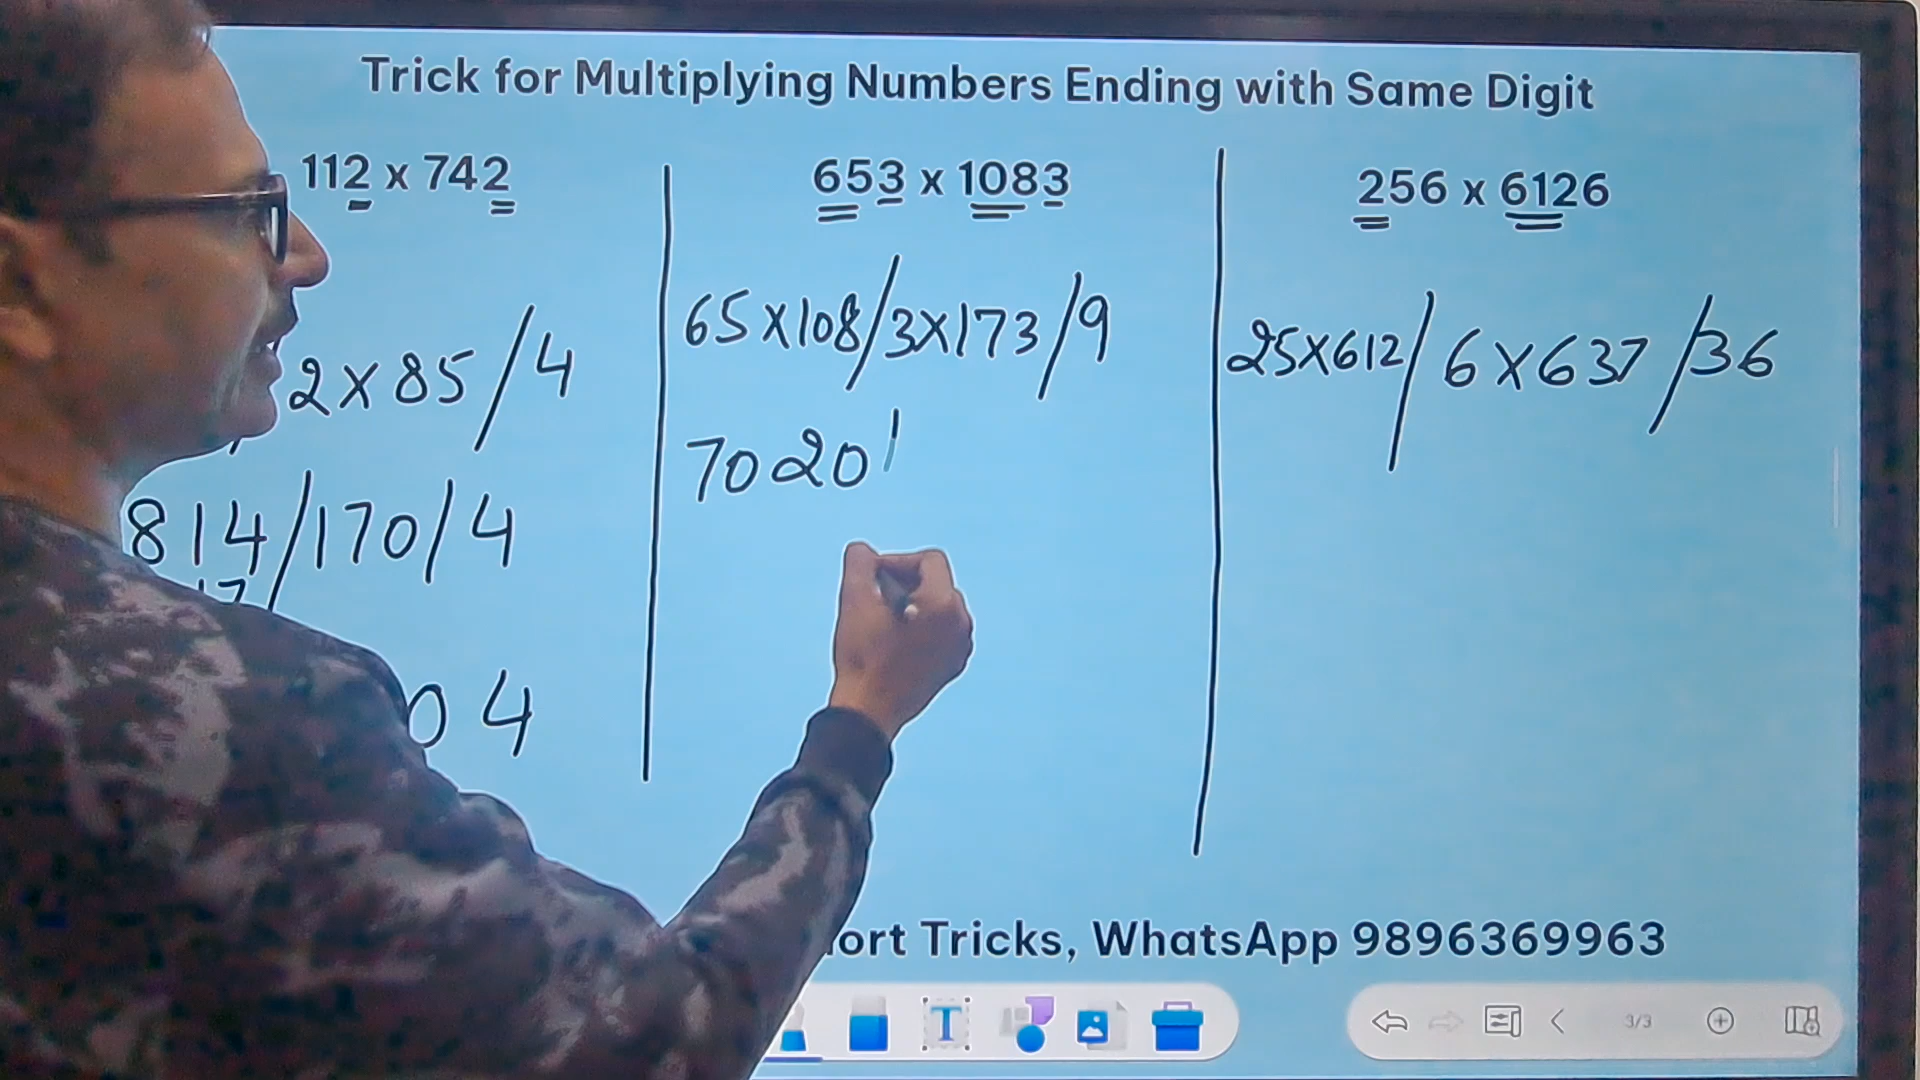 Trick for Multiplying Numbers Ending with Same Digit
112 x 742
2x85/4
814/170/4
17
04
653 x 1083
65x108/3x173/9
7020
256 x 6126
25x612/6x637/36
ort Tricks, WhatsApp 9896369963
T
3/3